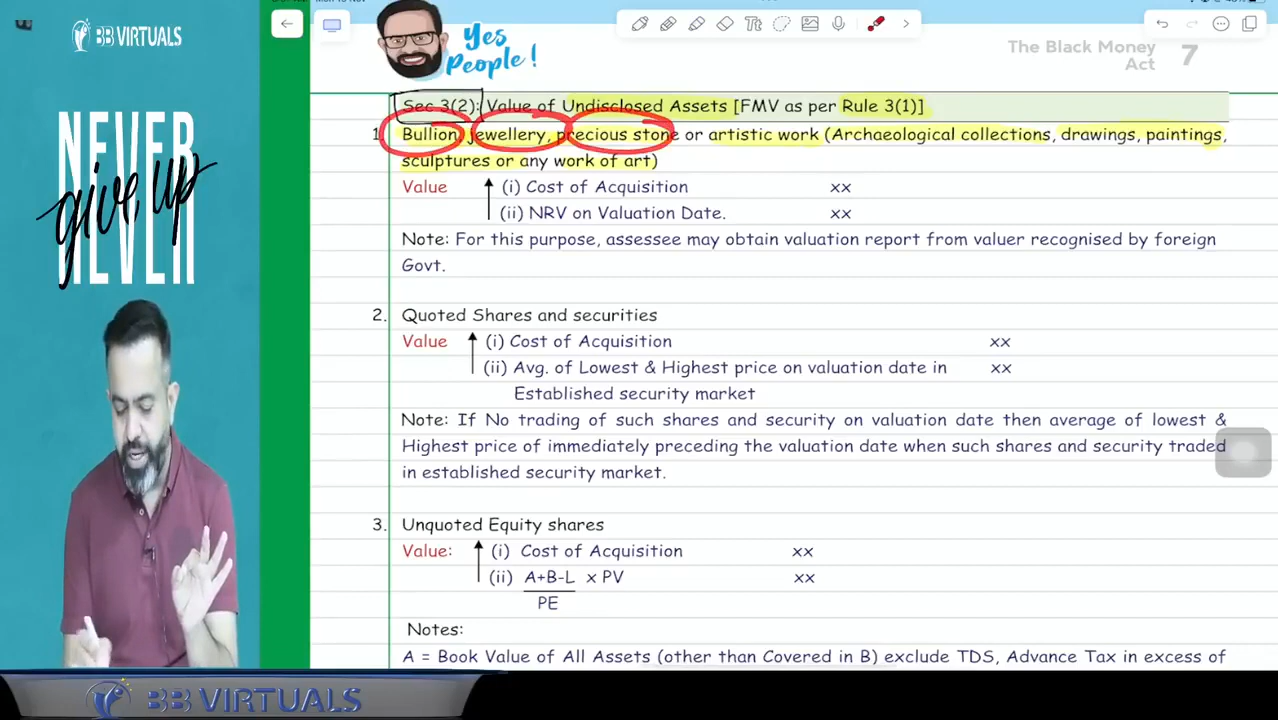 BB VIRTUALS
NEVER
give up
NEVER
Yes
People!
The Black Money
Act
7
Sec 3(2): Value of Undisclosed Assets [FMV as per Rule 3(1)]
1. Bullion, jewellery, precious stone or artistic work (Archaeological collections, drawings, paintings,
sculptures or any work of art)
Value (i) Cost of Acquisition xx
(ii) NRV on Valuation Date. xx
Note: For this purpose, assessee may obtain valuation report from valuer recognised by foreign
Govt.
2. Quoted Shares and securities
Value (i) Cost of Acquisition xx
(ii) Avg. of Lowest & Highest price on valuation date in xx
Established security market
Note: If No trading of such shares and security on valuation date then average of lowest &
Highest price of immediately preceding the valuation date when such shares and security traded
in established security market.
3. Unquoted Equity shares
Value: (i) Cost of Acquisition xx
(ii) A+B-L x PV xx
PE
Notes:
A = Book Value of All Assets (other than Covered in B) exclude TDS, Advance Tax in excess of
BB VIRTUALS